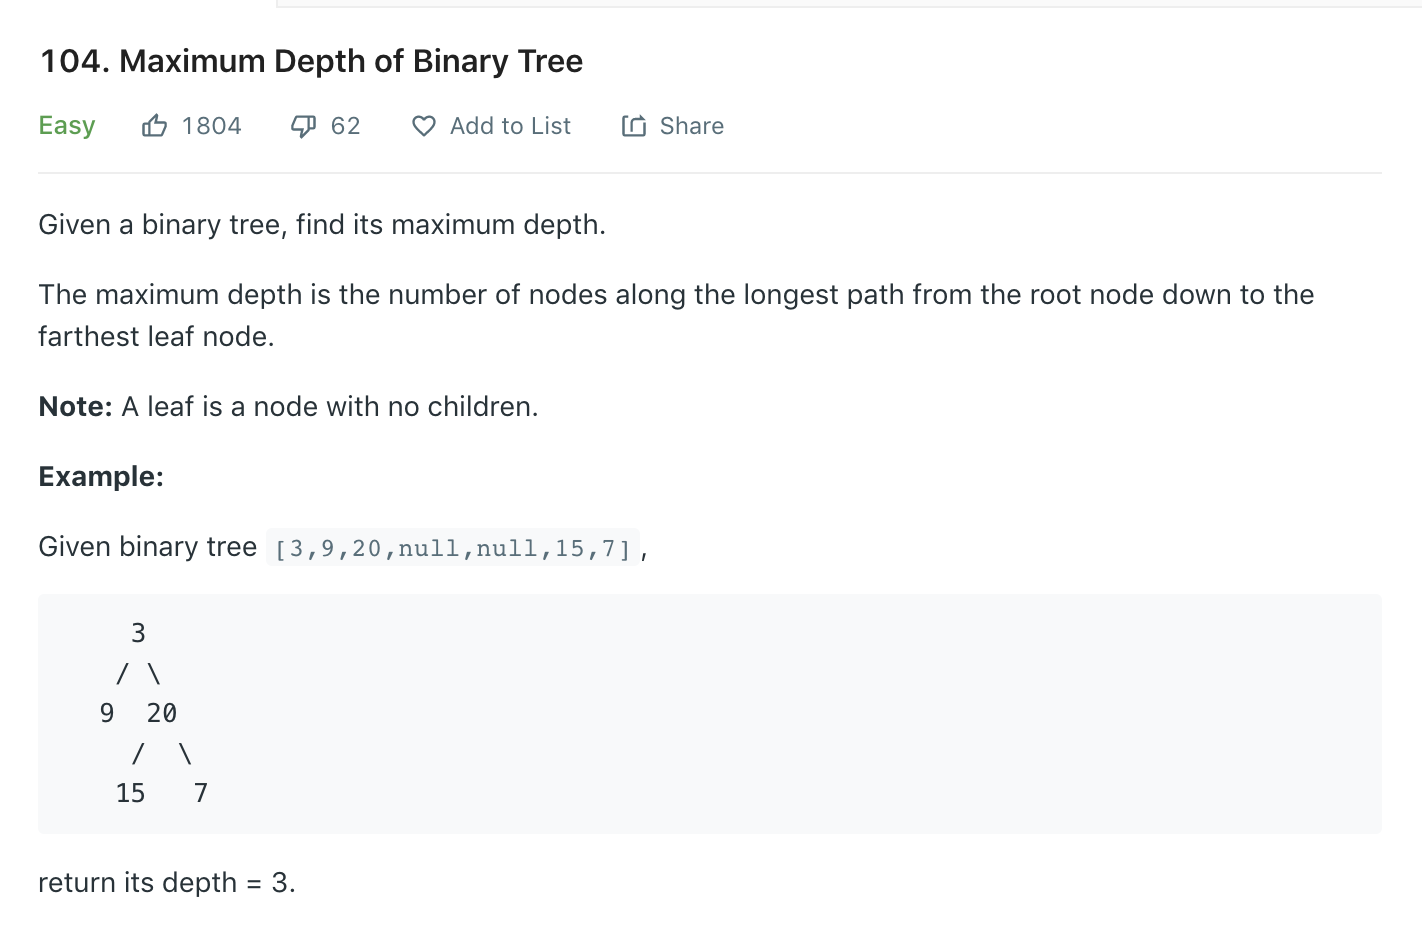 104. Maximum Depth of Binary Tree
Easy 1804 62 Add to List Share
Given a binary tree, find its maximum depth.
The maximum depth is the number of nodes along the longest path from the root node down to the
farthest leaf node.
Note: A leaf is a node with no children.
Example:
Given binary tree [3,9,20,null,null,15,7],
3
/ \
9 20
/ \
15 7
return its depth = 3.